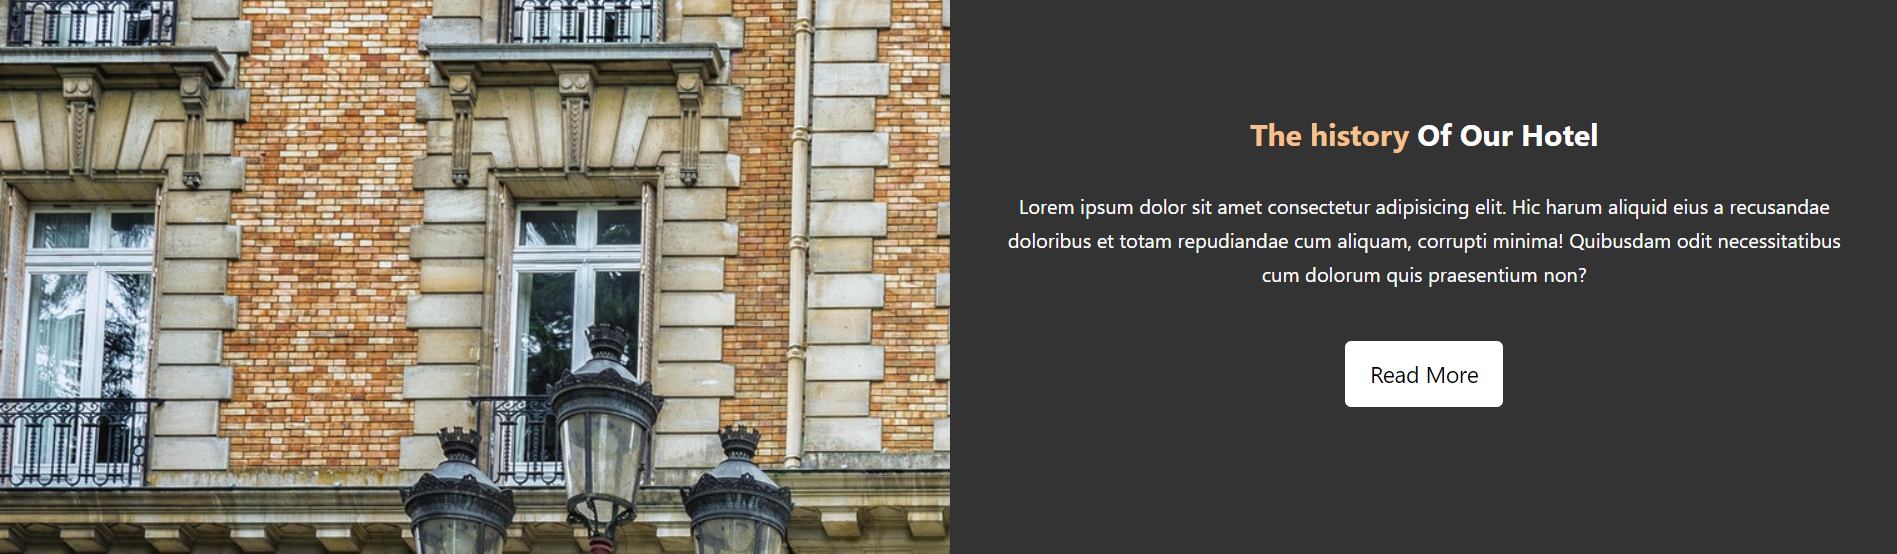 The history Of Our Hotel
Lorem ipsum dolor sit amet consectetur adipisicing elit. Hic harum aliquid eius a recusandae
doloribus et totam repudiandae cum aliquam, corrupti minima! Quibusdam odit necessitatibus
cum dolorum quis praesentium non?
Read More